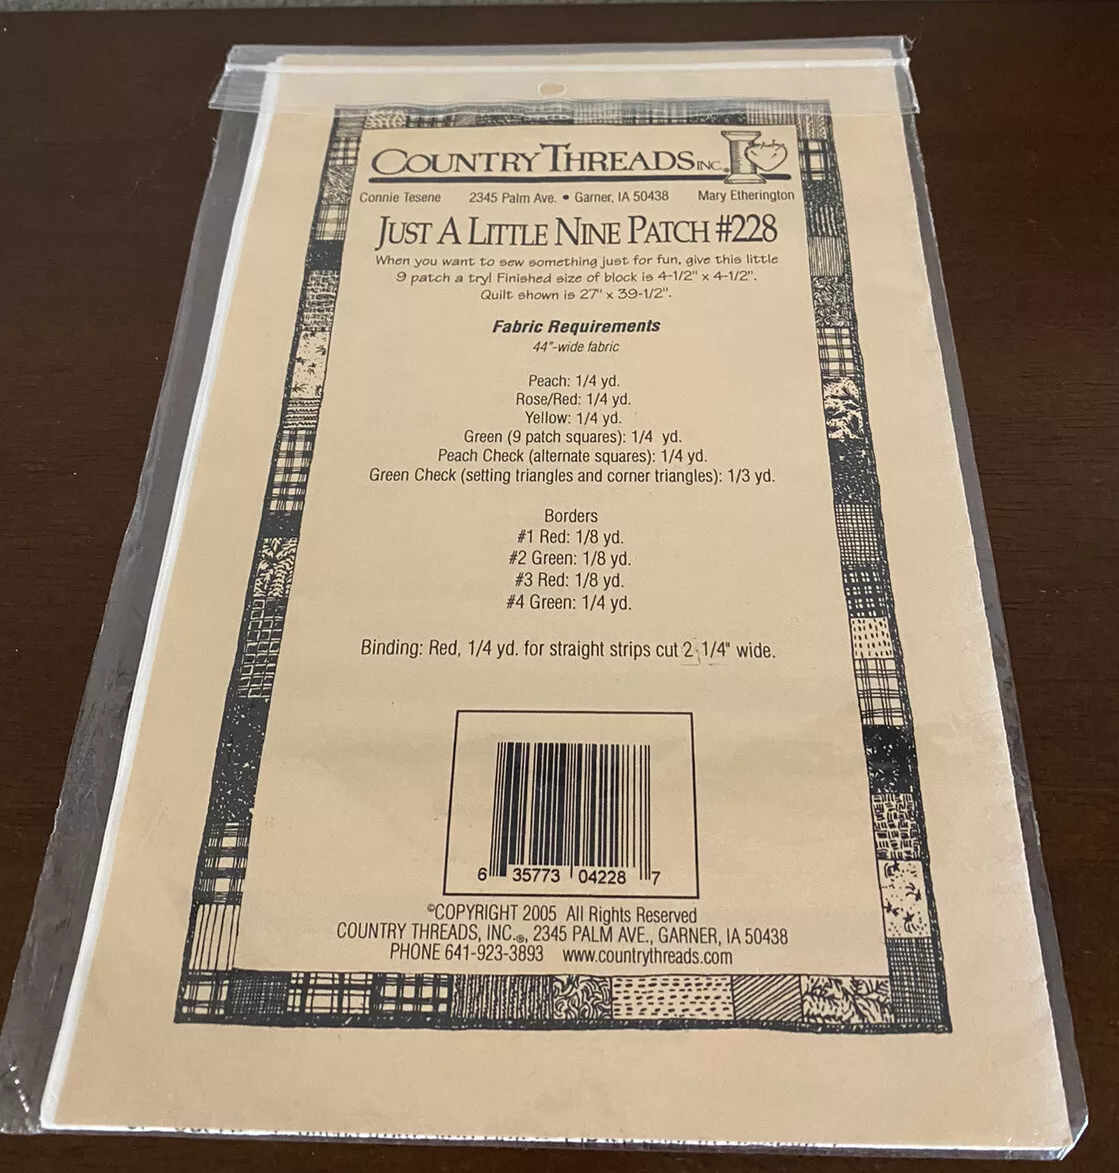 COUNTRY THREADS INC.®
Connie Tesene 2345 Palm Ave. • Garner, IA 50438 Mary Etherington
JUST A LITTLE NINE PATCH #228
When you want to sew something just for fun, give this little
9 patch a try! Finished size of block is 4-1/2" x 4-1/2".
Quilt shown is 27" x 39-1/2".
Fabric Requirements
44"-wide fabric
Peach: 1/4 yd.
Rose/Red: 1/4 yd.
Yellow: 1/4 yd.
Green (9 patch squares): 1/4 yd.
Peach Check (alternate squares): 1/4 yd.
Green Check (setting triangles and corner triangles): 1/3 yd.
Borders
#1 Red: 1/8 yd.
#2 Green: 1/8 yd.
#3 Red: 1/8 yd.
#4 Green: 1/4 yd.
Binding: Red, 1/4 yd. for straight strips cut 2 1/4" wide.
6 35773 04228 7
©COPYRIGHT 2005 All Rights Reserved
COUNTRY THREADS, INC.®, 2345 PALM AVE., GARNER, IA 50438
PHONE 641-923-3893 www.countrythreads.com